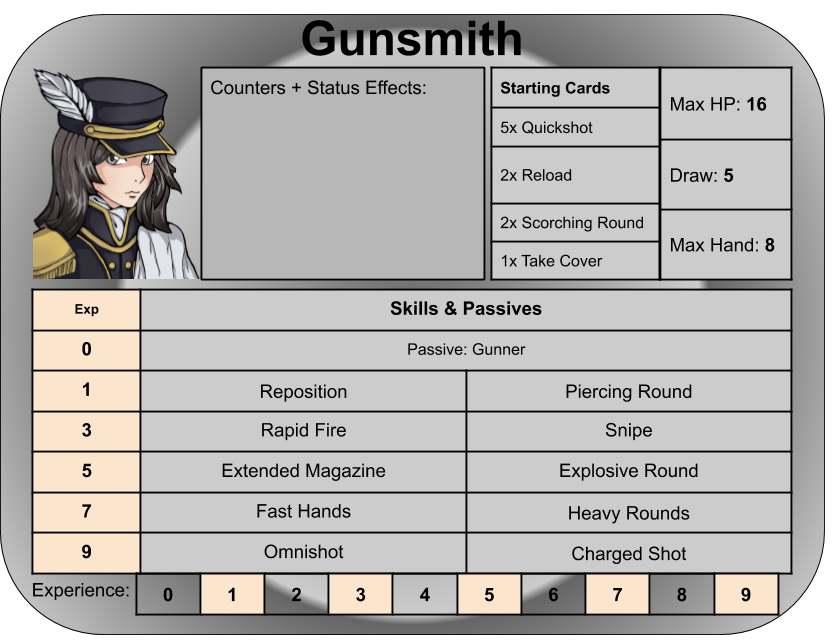 Gunsmith
Counters + Status Effects:
Starting Cards
5x Quickshot
2x Reload
2x Scorching Round
1x Take Cover
Max HP: 16
Draw: 5
Max Hand: 8
Exp
Skills & Passives
0
Passive: Gunner
1
Reposition
Piercing Round
3
Rapid Fire
Snipe
5
Extended Magazine
Explosive Round
7
Fast Hands
Heavy Rounds
9
Omnishot
Charged Shot
Experience: 0 1 2 3 4 5 6 7 8 9